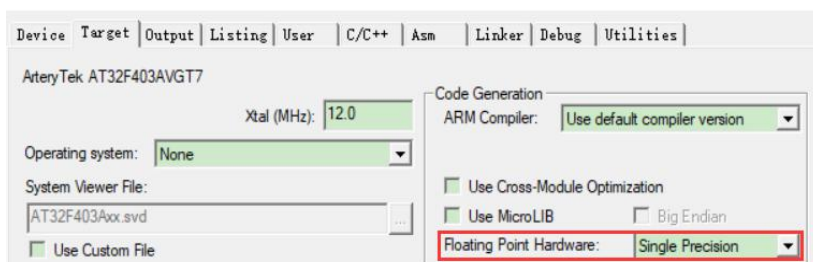 Device Target Output Listing User C/C++ Asm Linker Debug Utilities
ArteryTek AT32F403AVGT7
Xtal (MHz): 12.0
Operating system: None
System Viewer File:
AT32F403Axx.svd ...
Use Custom File
Code Generation
ARM Compiler: Use default compiler version
Use Cross-Module Optimization
Use MicroLIB Big Endian
Floating Point Hardware: Single Precision